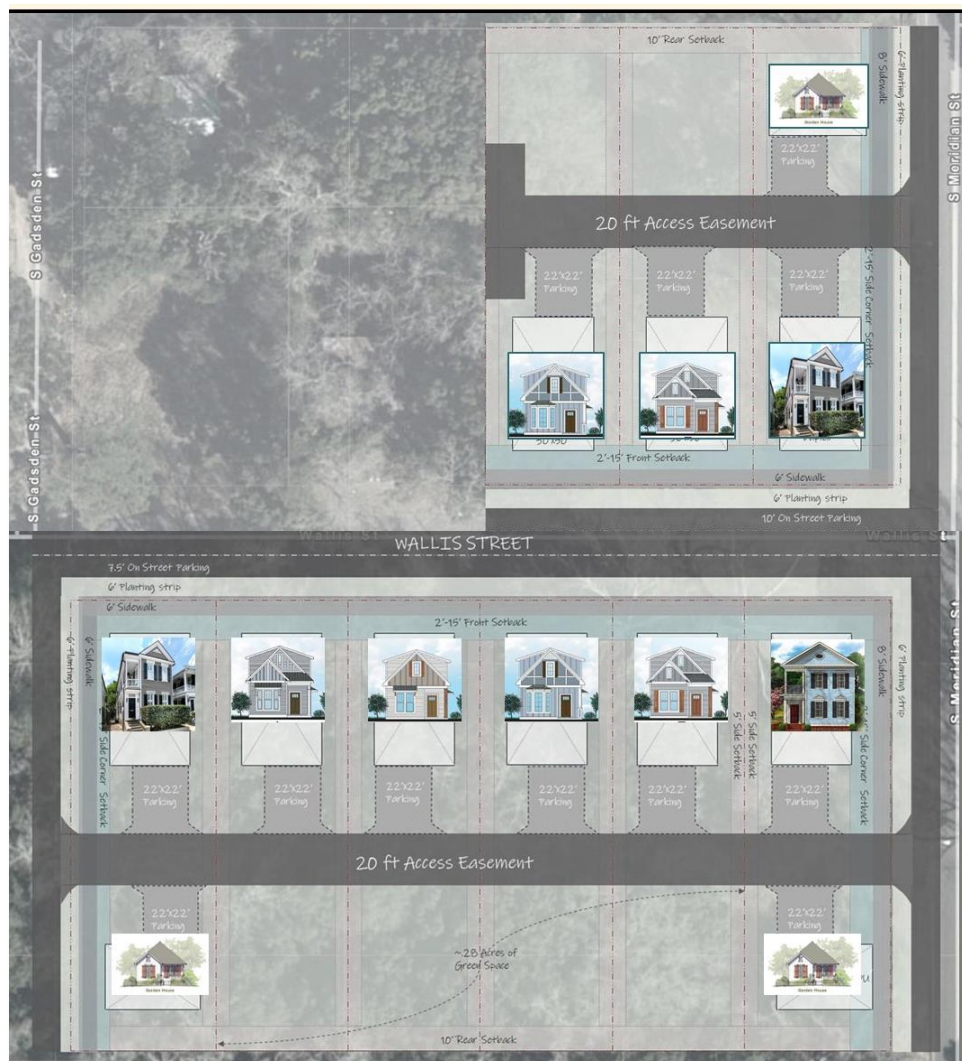 10' Rear Setback
8' Sidewalk
6' Planting strip
Garden House
22'x22'
Parking
S Meridian St
S Gadsden St
20 ft Access Easement
22'x22'
Parking
22'x22'
Parking
22'x22'
Parking
2'-15' Side Corner Setback
S Gadsden St
2'-15' Front Setback
6' Sidewalk
6' Planting strip
10' On Street Parking
Wallis St
Wallis St
WALLIS STREET
7.5' On Street Parking
6' Planting strip
6' Sidewalk
2'-15' Front Setback
6' Planting strip
6' Sidewalk
Side Corner Setback
5' Side Setback
5' Side Setback
Side Corner Setback
8' Sidewalk
6' Planting strip
S Meridian St
22'x22'
Parking
22'x22'
Parking
22'x22'
Parking
22'x22'
Parking
22'x22'
Parking
22'x22'
Parking
20 ft Access Easement
22'x22'
Parking
22'x22'
Parking
Garden House
~.28 Acres of
Green Space
Garden House
10' Rear Setback